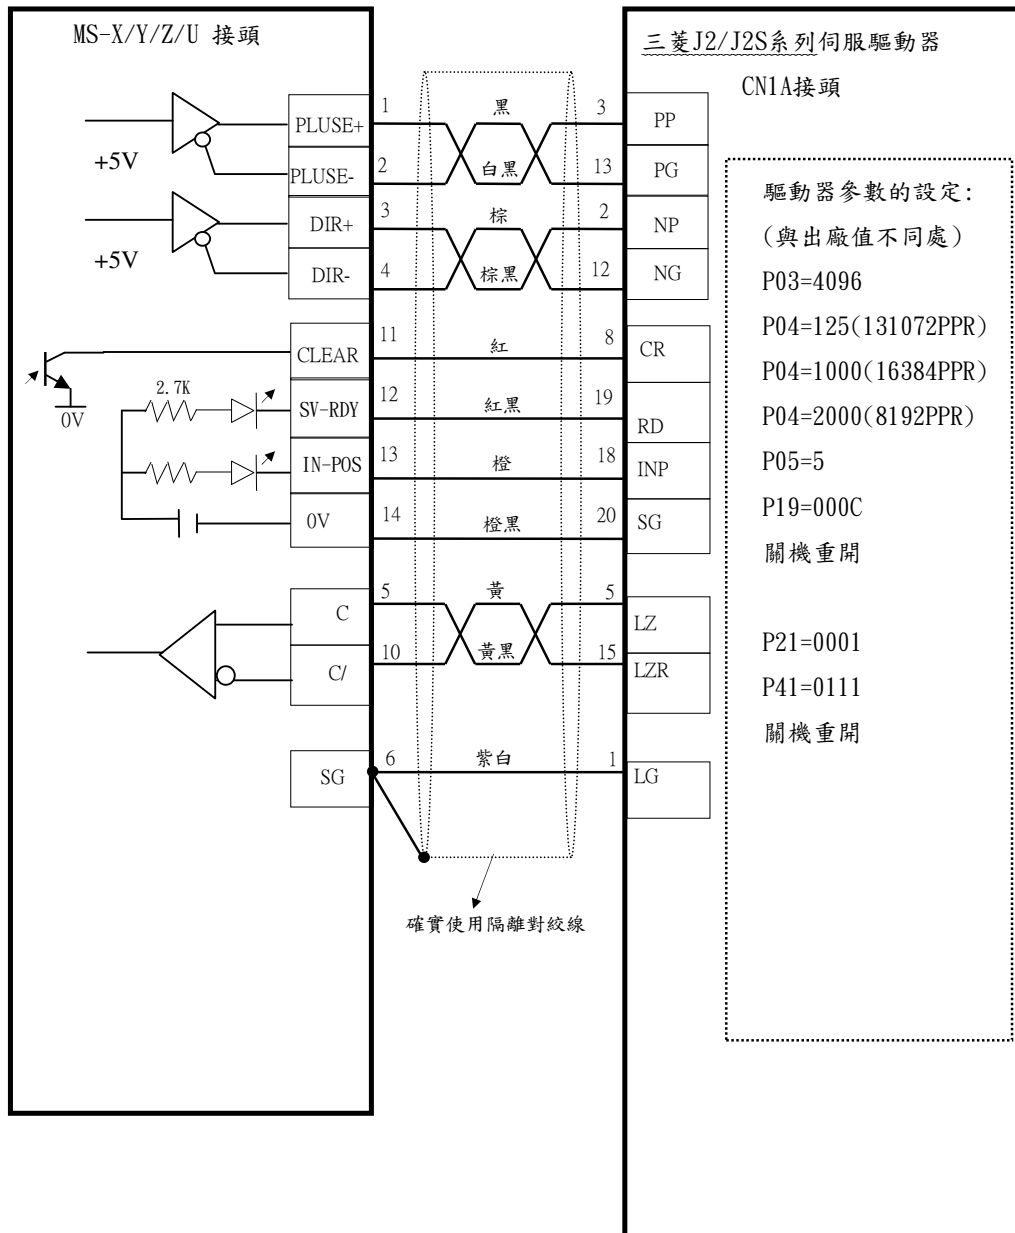 MS-X/Y/Z/U 接頭
三菱J2/J2S系列伺服驅動器
CN1A接頭
PLUSE+ 1 黑 3 PP
+5V
PLUSE- 2 白黑 13 PG
DIR+ 3 棕 2 NP
+5V
DIR- 4 棕黑 12 NG
CLEAR 11 紅 8 CR
0V
2.7K
SV-RDY 12 紅黑 19 RD
IN-POS 13 橙 18 INP
0V 14 橙黑 20 SG
C 5 黃 5 LZ
C/ 10 黃黑 15 LZR
SG 6 紫白 1 LG
確實使用隔離對絞線
驅動器參數的設定:
(與出廠值不同處)
P03=4096
P04=125(131072PPR)
P04=1000(16384PPR)
P04=2000(8192PPR)
P05=5
P19=000C
關機重開
P21=0001
P41=0111
關機重開